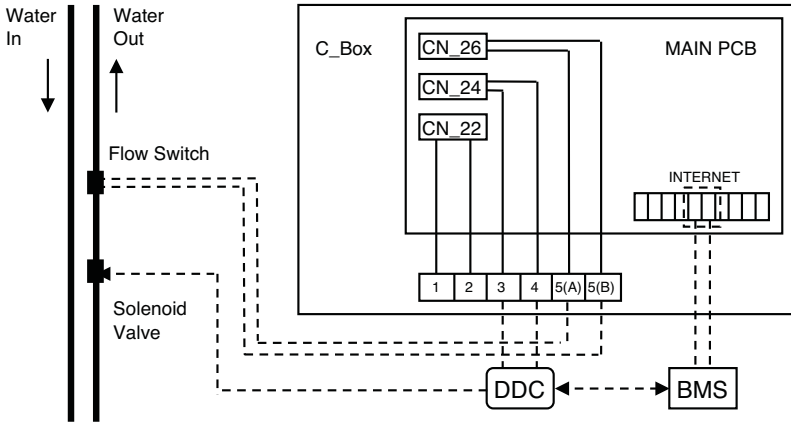 Water
In
Water
Out
C_Box
MAIN PCB
CN_26
CN_24
CN_22
Flow Switch
INTERNET
1 2 3 4 5(A) 5(B)
Solenoid
Valve
DDC
BMS